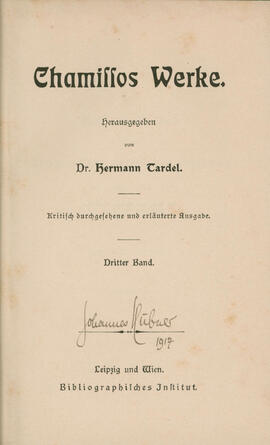 Chamissos Werke.
Herausgegeben
von
Dr. Hermann Tardel.
Kritisch durchgesehene und erläuterte Ausgabe.
Dritter Band.
Johannes Hübner
1917
Leipzig und Wien.
Bibliographisches Institut.